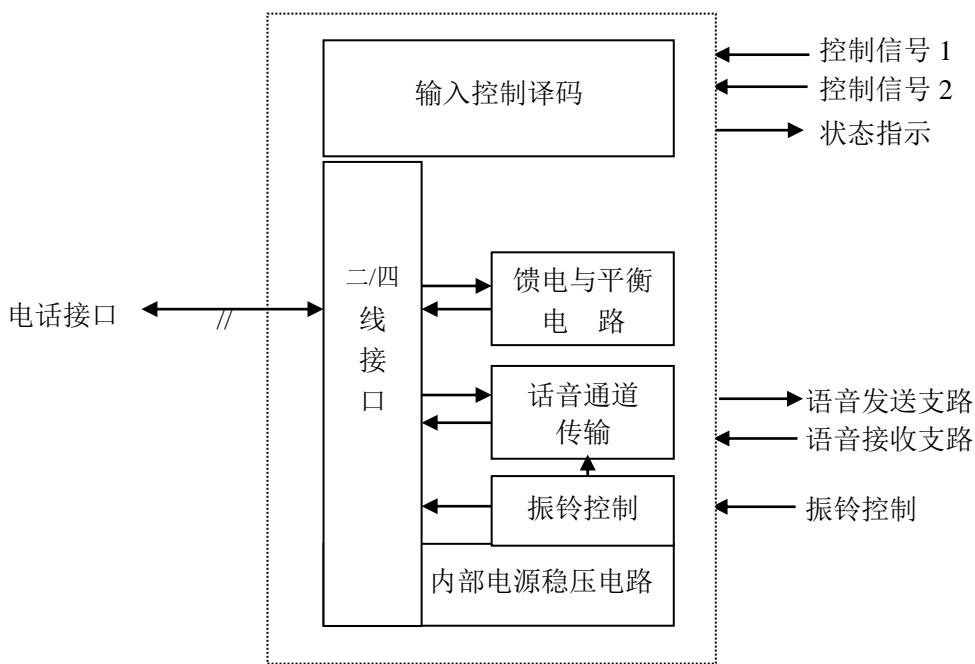 控制信号 1
输入控制译码
控制信号 2
状态指示
二/四
线
接
口
馈电与平衡
电 路
电话接口
//
话音通道
传输
语音发送支路
语音接收支路
振铃控制
振铃控制
内部电源稳压电路